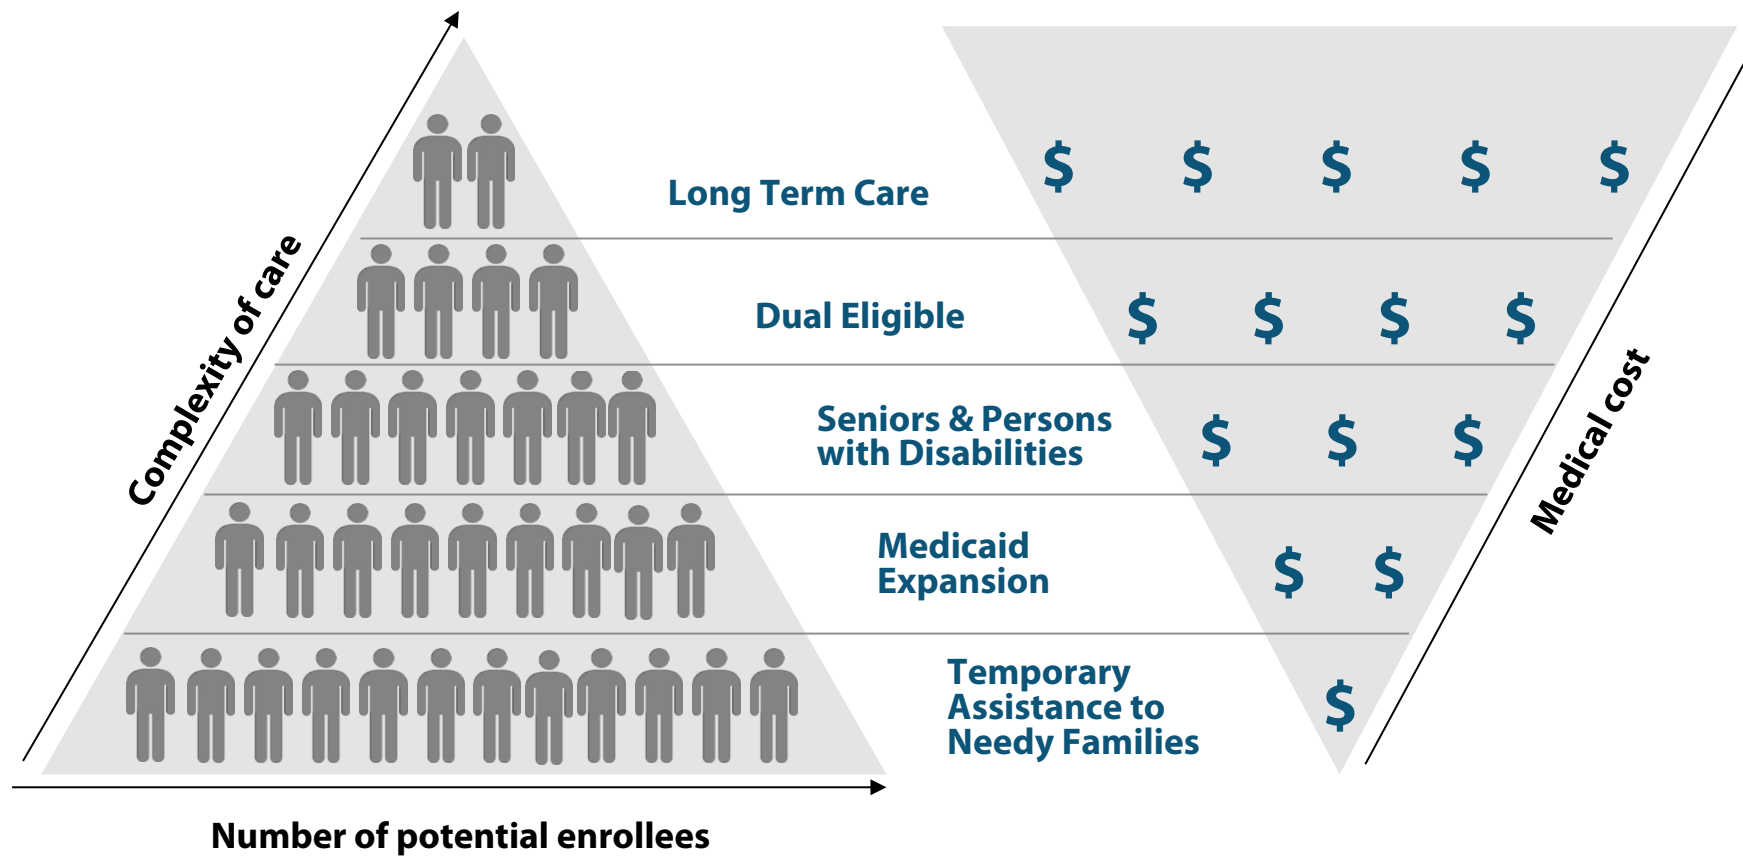 Complexity of care
Long Term Care
$ $ $ $ $
Dual Eligible
$ $ $ $
Seniors & Persons
with Disabilities
$ $ $
Medicaid
Expansion
$ $
Temporary
Assistance to
Needy Families
$
Medical cost
Number of potential enrollees